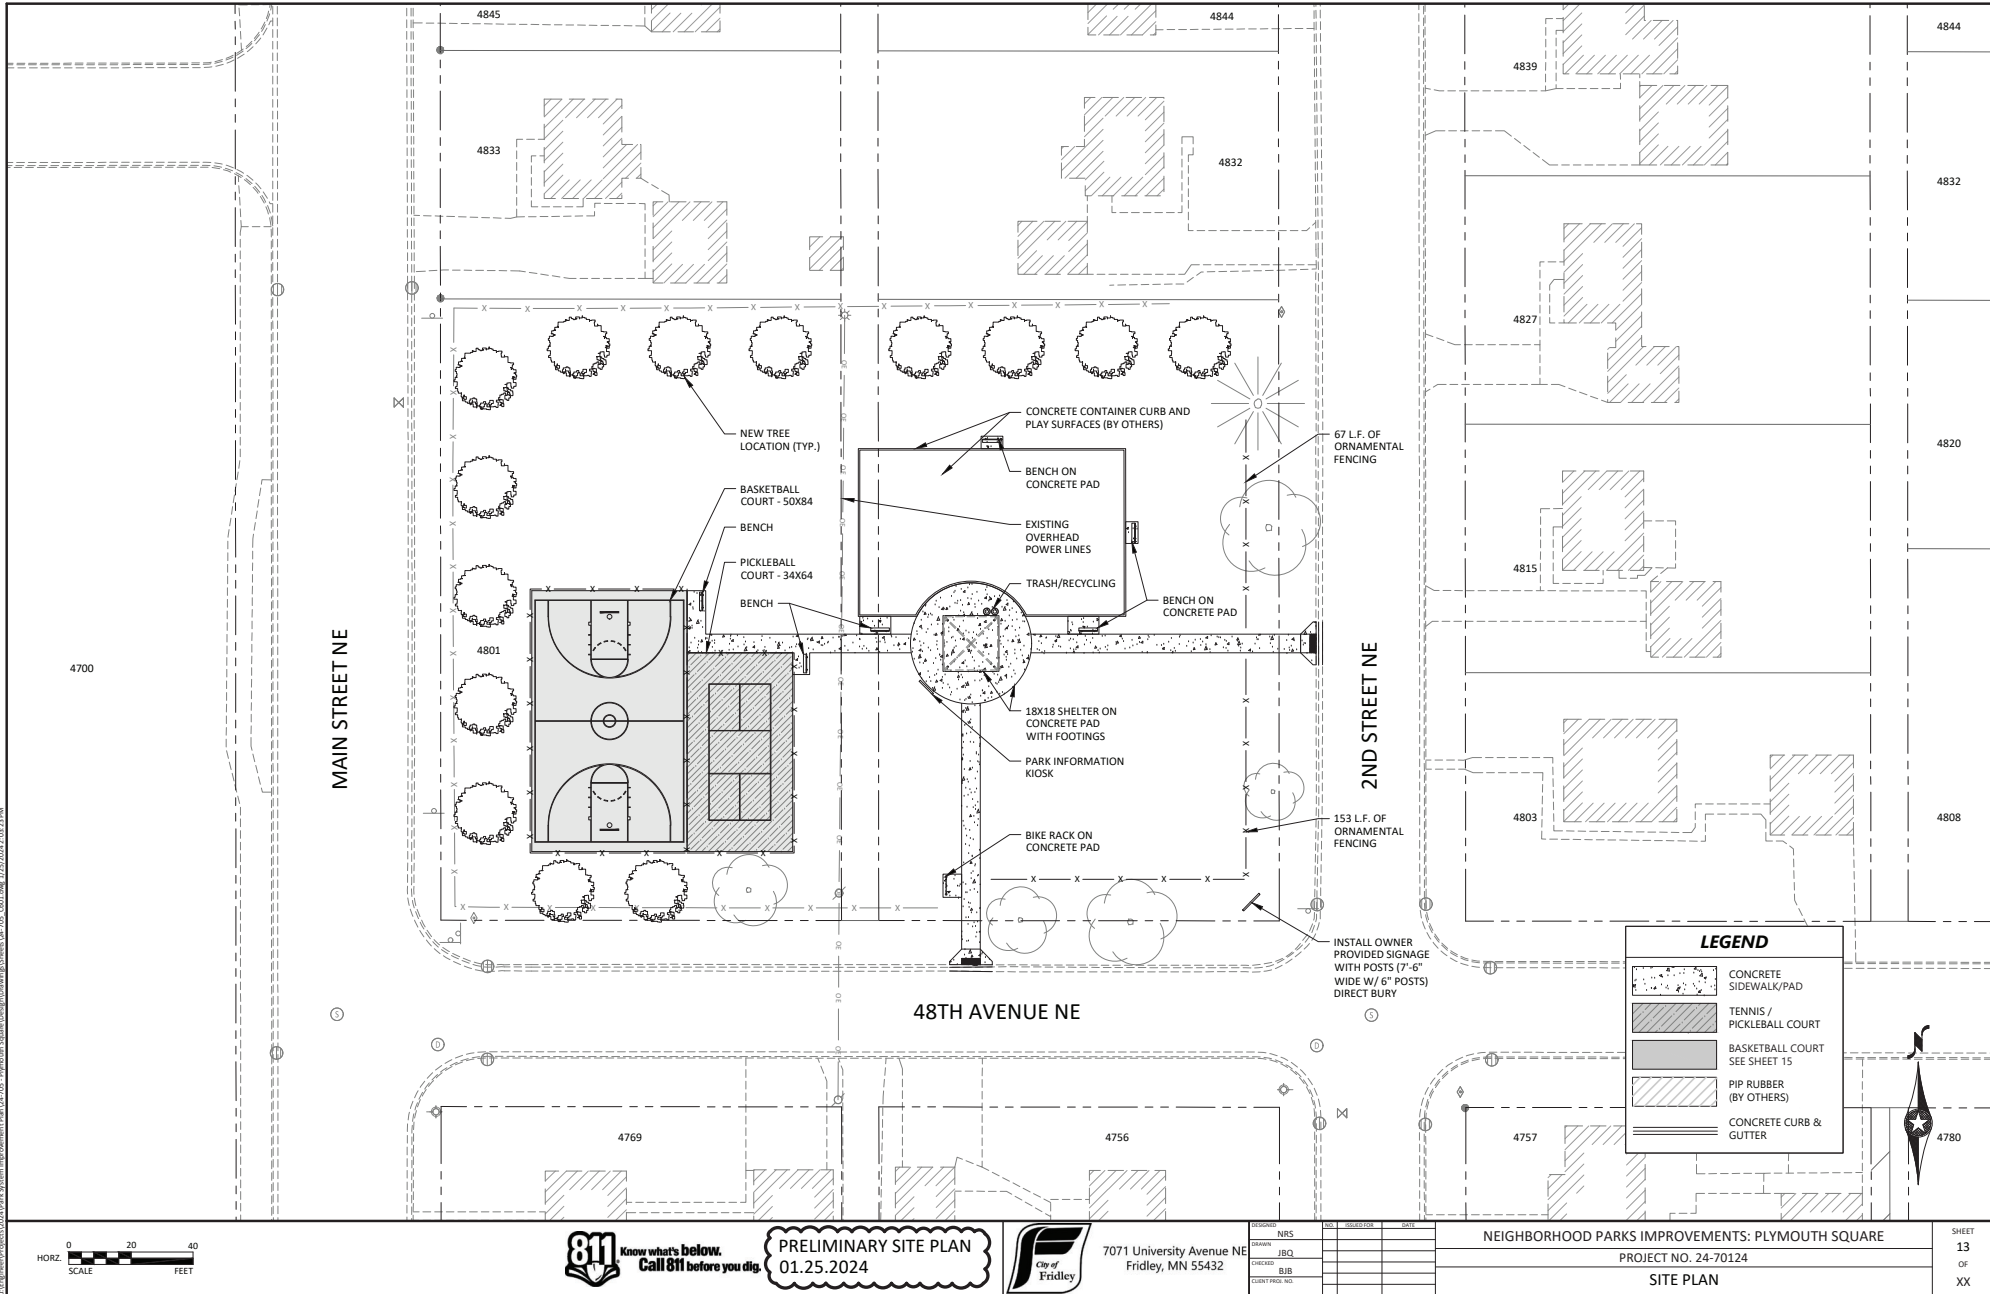 4845
4844
4844
4839
4833
4832
4832
4827
4820
4815
4801
4700
4803
4808
4769
4756
4757
4780
NEW TREE
LOCATION (TYP.)
CONCRETE CONTAINER CURB AND
PLAY SURFACES (BY OTHERS)
BENCH ON
CONCRETE PAD
67 L.F. OF
ORNAMENTAL
FENCING
BASKETBALL
COURT - 50X84
BENCH
EXISTING
OVERHEAD
POWER LINES
PICKLEBALL
COURT - 34X64
BENCH
TRASH/RECYCLING
BENCH ON
CONCRETE PAD
18X18 SHELTER ON
CONCRETE PAD
WITH FOOTINGS
PARK INFORMATION
KIOSK
BIKE RACK ON
CONCRETE PAD
153 L.F. OF
ORNAMENTAL
FENCING
INSTALL OWNER
PROVIDED SIGNAGE
WITH POSTS (7'-6"
WIDE W/ 6" POSTS)
DIRECT BURY
MAIN STREET NE
2ND STREET NE
48TH AVENUE NE
LEGEND
CONCRETE
SIDEWALK/PAD
TENNIS /
PICKLEBALL COURT
BASKETBALL COURT
SEE SHEET 15
PIP RUBBER
(BY OTHERS)
CONCRETE CURB &
GUTTER
N
HORZ.
0 20 40
SCALE FEET
811
Know what's below.
Call 811 before you dig.
PRELIMINARY SITE PLAN
01.25.2024
City of
Fridley
7071 University Avenue NE
Fridley, MN 55432
DESIGNED
NRS
DRAWN
JBQ
CHECKED
BJB
CLIENT PROJ. NO.
NO. ISSUED FOR DATE
NEIGHBORHOOD PARKS IMPROVEMENTS: PLYMOUTH SQUARE
PROJECT NO. 24-70124
SITE PLAN
SHEET
13
OF
XX